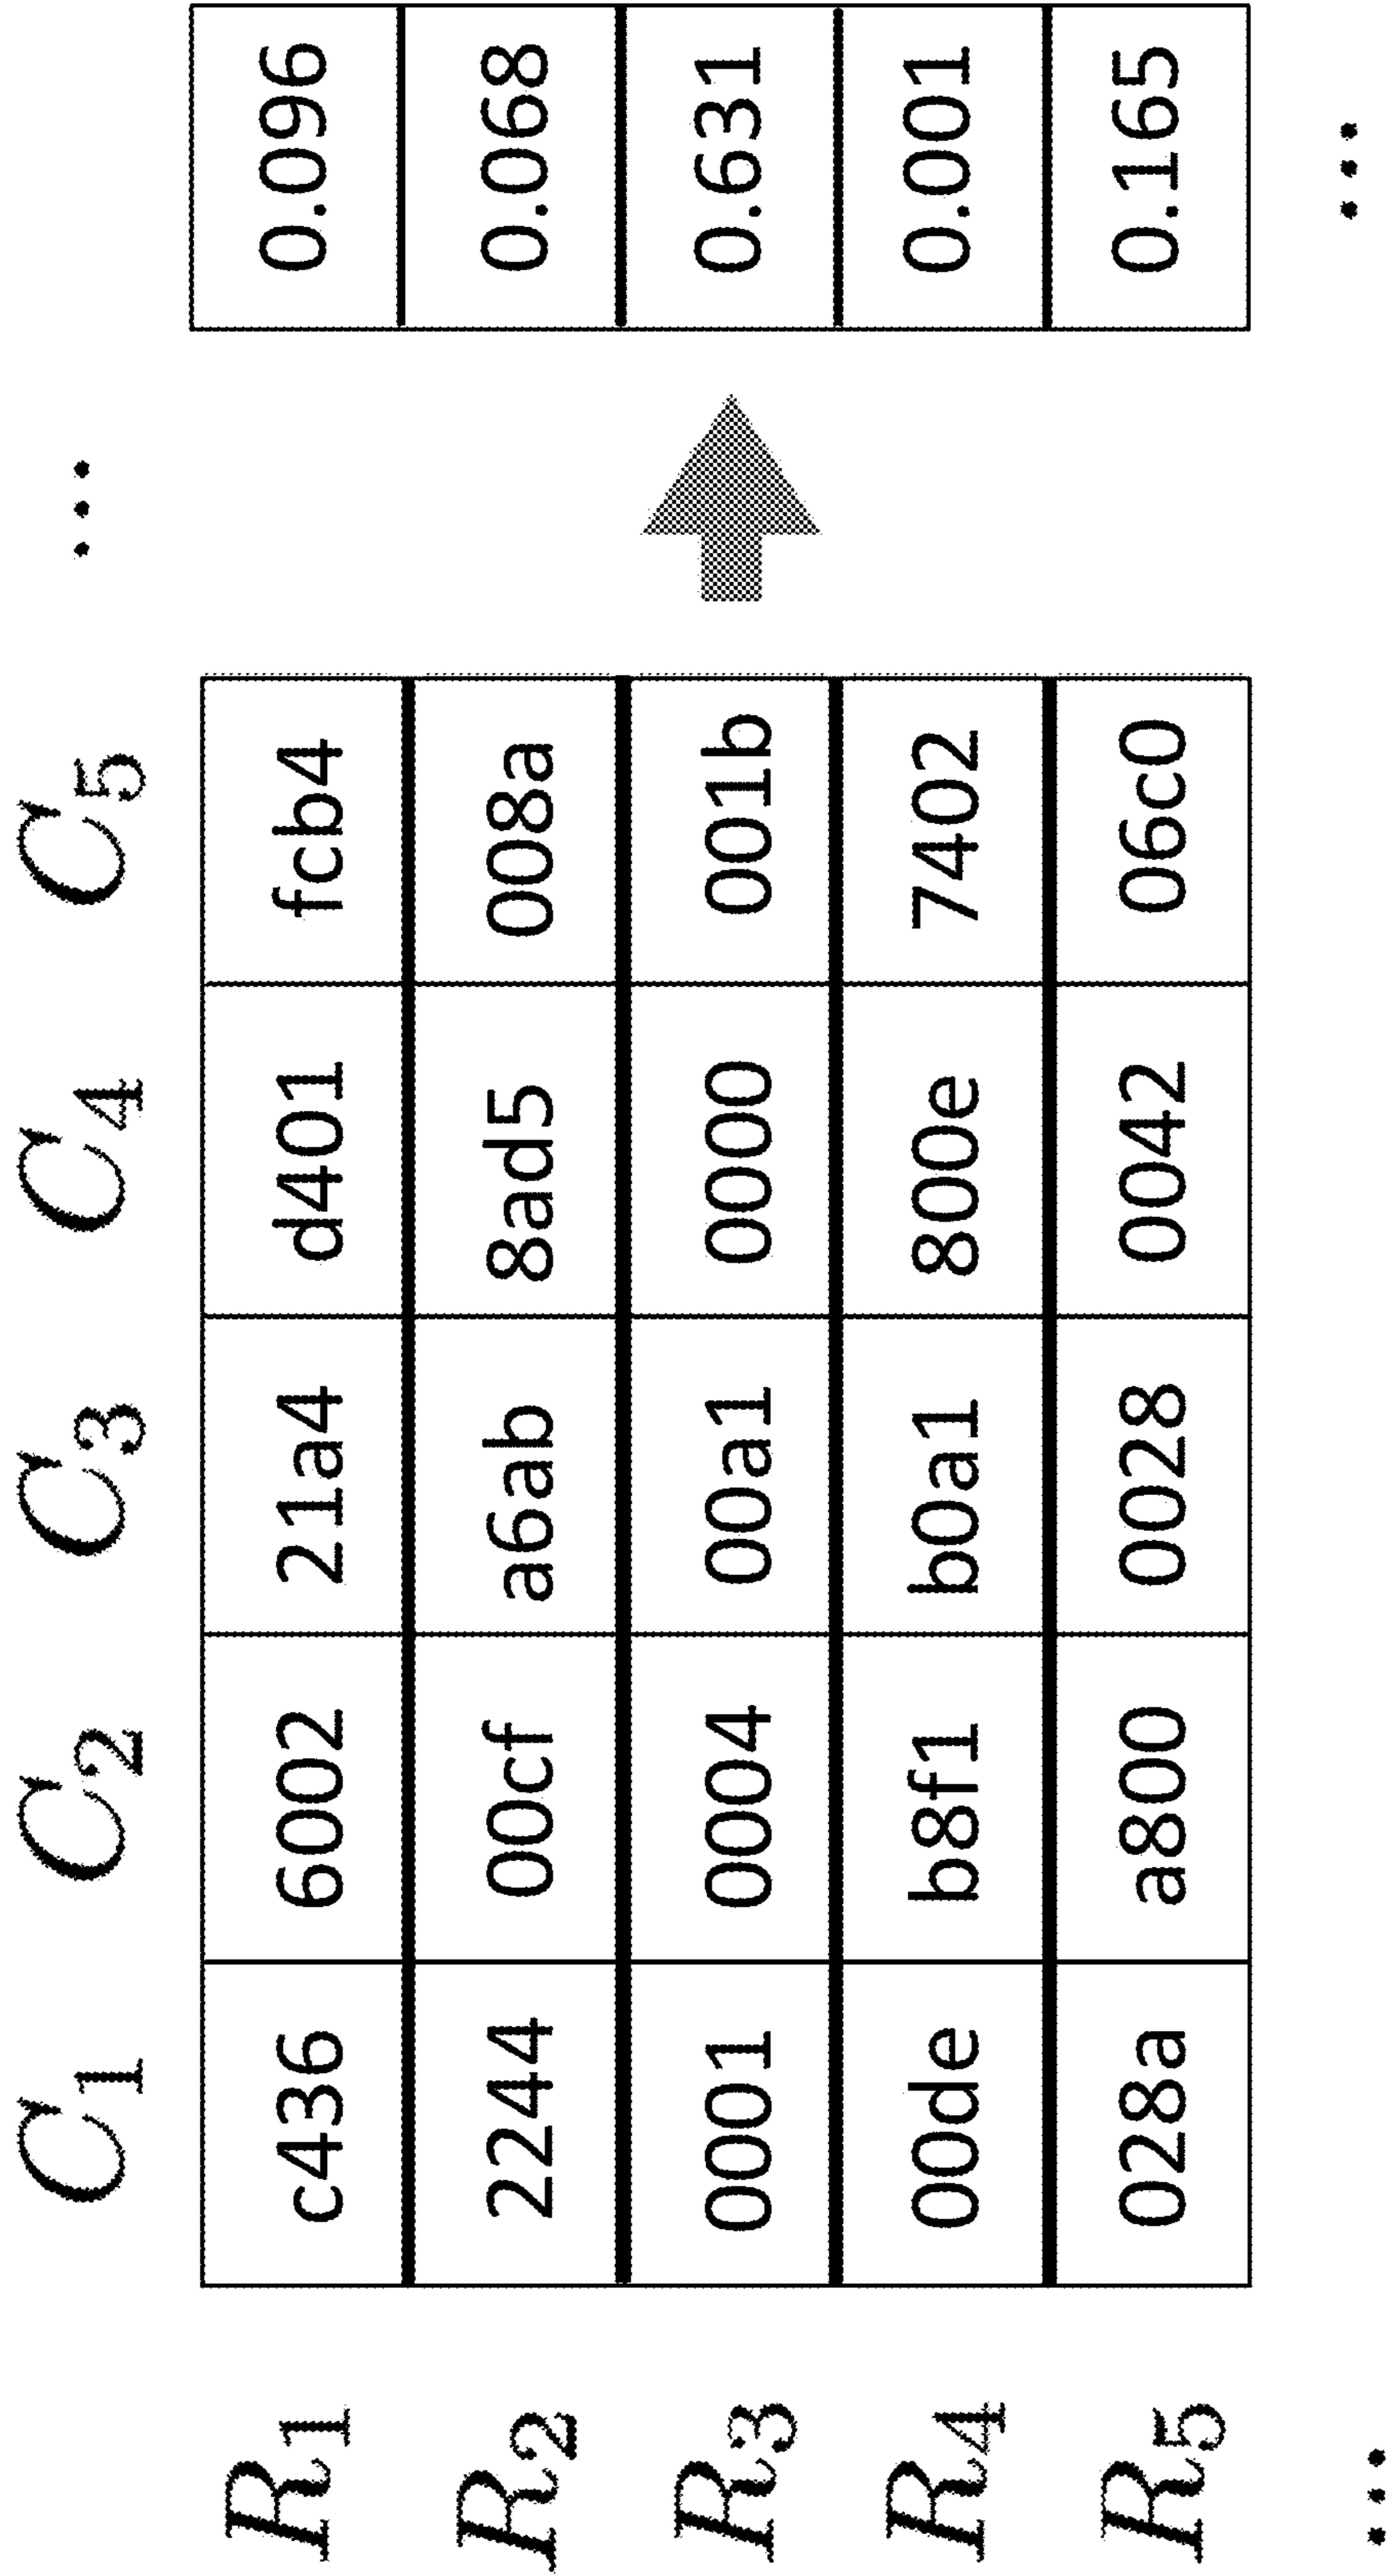 C1 C2 C3 C4 C5 ...
R1 c436 6002 21a4 d401 fcb4 0.096
R2 2244 00cf a6ab 8ad5 008a 0.068
R3 0001 0004 00a1 0000 001b 0.631
R4 00de b8f1 b0a1 800e 7402 0.001
R5 028a a800 0028 0042 06c0 0.165
... ...